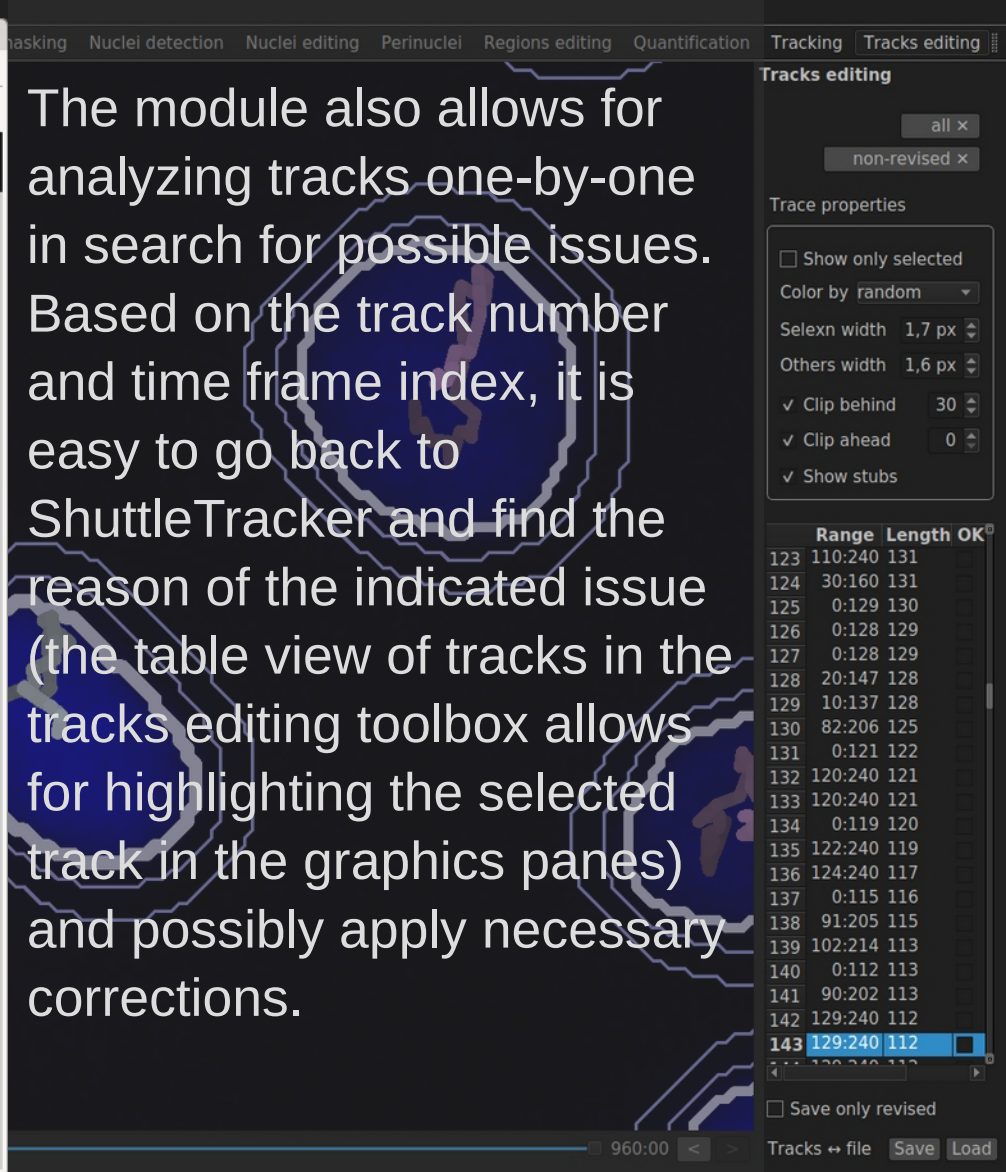 Nuclei detection Nuclei editing Perinuclei Regions editing Quantification Tracking Tracks editing
The module also allows for
analyzing tracks one-by-one
in search for possible issues.
Based on the track number
and time frame index, it is
easy to go back to
ShuttleTracker and find the
reason of the indicated issue
(the table view of tracks in the
tracks editing toolbox allows
for highlighting the selected
track in the graphics panes)
and possibly apply necessary
corrections.
960:00 < >
Tracks editing
all ×
non-revised ×
Trace properties
Show only selected
Color by random
Selexn width 1,7 px
Others width 1,6 px
Clip behind 30
Clip ahead 0
Show stubs
Range Length OK
123 110:240 131
124 30:160 131
125 0:129 130
126 0:128 129
127 0:128 129
128 20:147 128
129 10:137 128
130 82:206 125
131 0:121 122
132 120:240 121
133 120:240 121
134 0:119 120
135 122:240 119
136 124:240 117
137 0:115 116
138 91:205 115
139 102:214 113
140 0:112 113
141 90:202 113
142 129:240 112
143 129:240 112
Save only revised
Tracks ↔ file Save Load